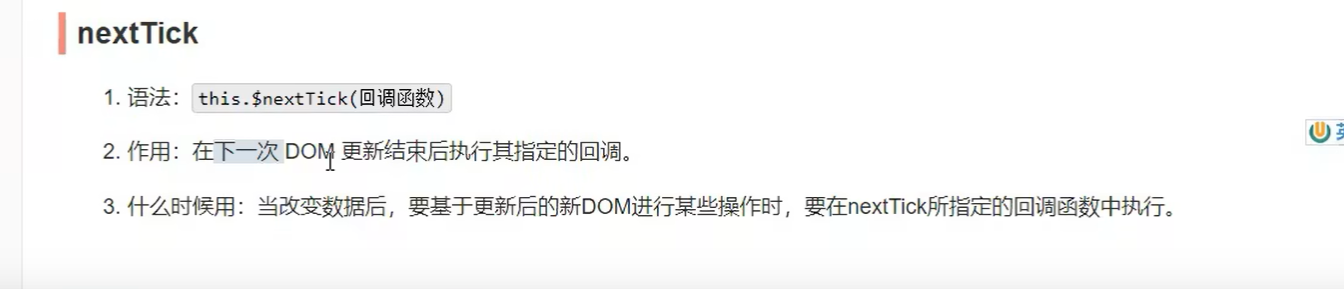 nextTick
1. 语法：this.$nextTick(回调函数)
2. 作用：在下一次 DOM 更新结束后执行其指定的回调。
3. 什么时候用：当改变数据后，要基于更新后的新DOM进行某些操作时，要在nextTick所指定的回调函数中执行。